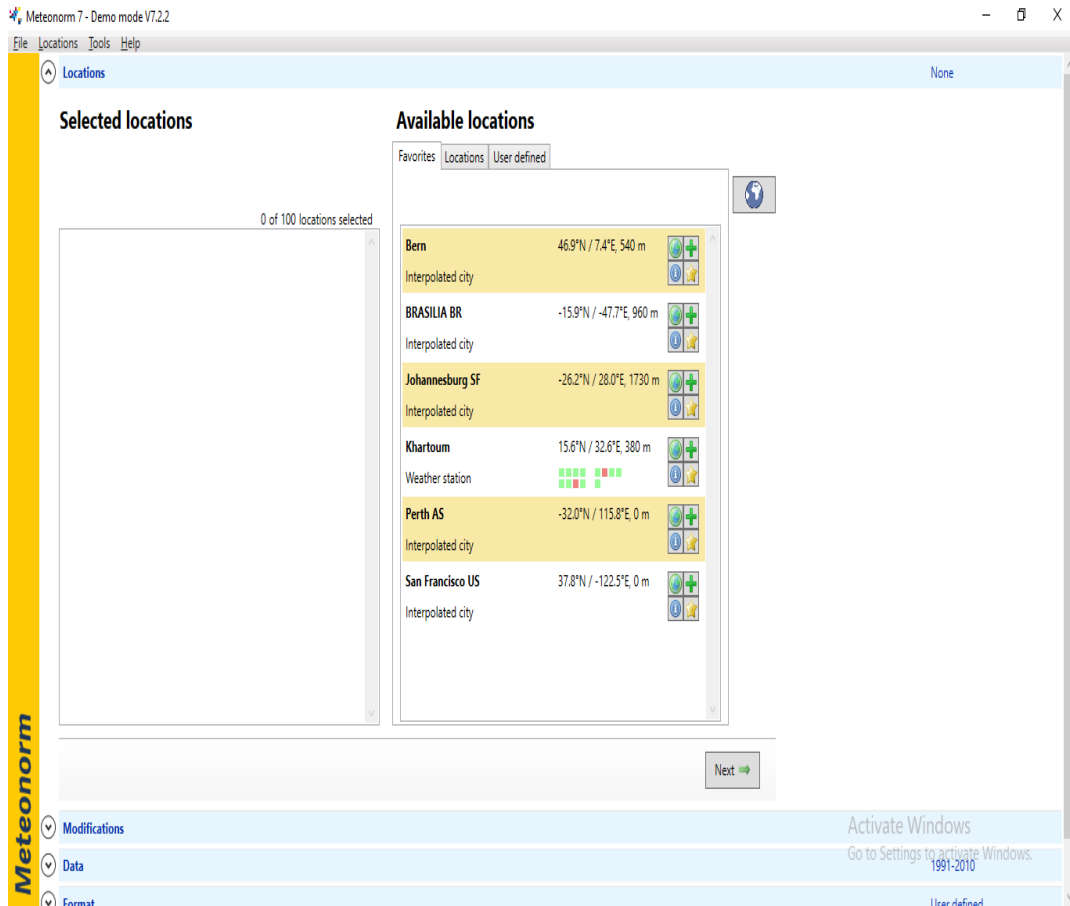 Meteonorm 7 - Demo mode V7.2.2
File Locations Tools Help
Locations None
Selected locations
Available locations
Favorites Locations User defined
0 of 100 locations selected
Bern 46.9°N / 7.4°E, 540 m
Interpolated city
BRASILIA BR -15.9°N / -47.7°E, 960 m
Interpolated city
Johannesburg SF -26.2°N / 28.0°E, 1730 m
Interpolated city
Khartoum 15.6°N / 32.6°E, 380 m
Weather station
Perth AS -32.0°N / 115.8°E, 0 m
Interpolated city
San Francisco US 37.8°N / -122.5°E, 0 m
Interpolated city
Next
Meteonorm
Modifications
Activate Windows
Go to Settings to activate Windows.
Data 1991-2010
Format User defined